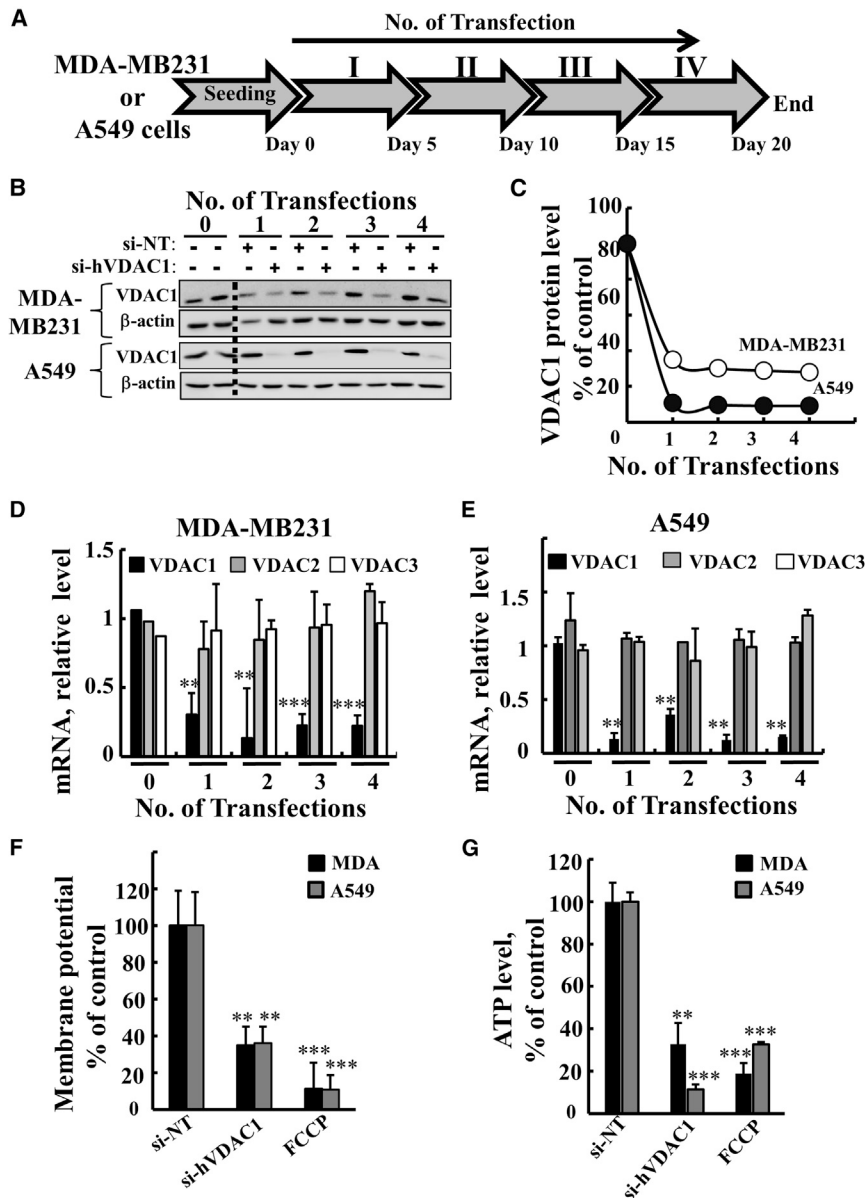 A
No. of Transfection
MDA-MB231
or
A549 cells
Seeding
I
II
III
IV
End
Day 0
Day 5
Day 10
Day 15
Day 20
B
No. of Transfections
0 1 2 3 4
si-NT: - - + - + - + - + -
si-hVDAC1: - - - + - + - + - +
MDA-
MB231
VDAC1
β-actin
A549
VDAC1
β-actin
C
VDAC1 protein level
% of control
100
80
60
40
20
0 1 2 3 4
MDA-MB231
A549
No. of Transfections
D
MDA-MB231
VDAC1 VDAC2 VDAC3
mRNA, relative level
1.5
1
0.5
0
** ** *** ***
0 1 2 3 4
No. of Transfections
E
A549
VDAC1 VDAC2 VDAC3
mRNA, relative level
1.5
1.0
0.5
0
** ** ** **
0 1 2 3 4
No. of Transfections
F
Membrane potential
% of control
120
100
80
60
40
20
0
MDA
A549
** **
*** ***
si-NT
si-hVDAC1
FCCP
G
ATP level,
% of control
120
100
80
60
40
20
0
MDA
A549
** ***
*** ***
si-NT
si-hVDAC1
FCCP